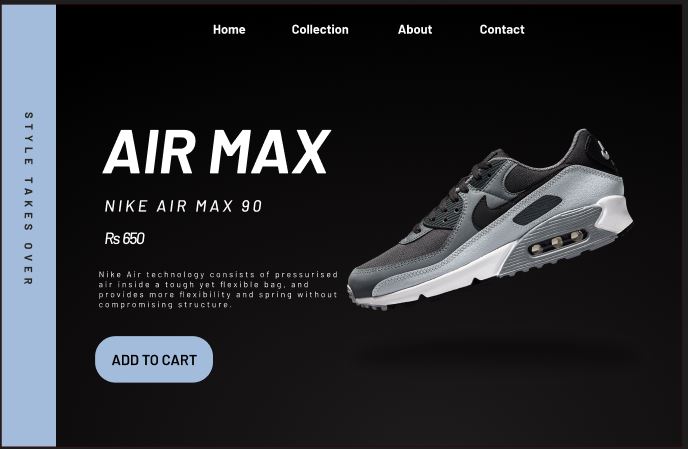 Home Collection About Contact
STYLE TAKES OVER
AIR MAX
NIKE AIR MAX 90
Rs 650
Nike Air technology consists of pressurised
air inside a tough yet flexible bag, and
provides more flexibility and spring without
compromising structure.
ADD TO CART